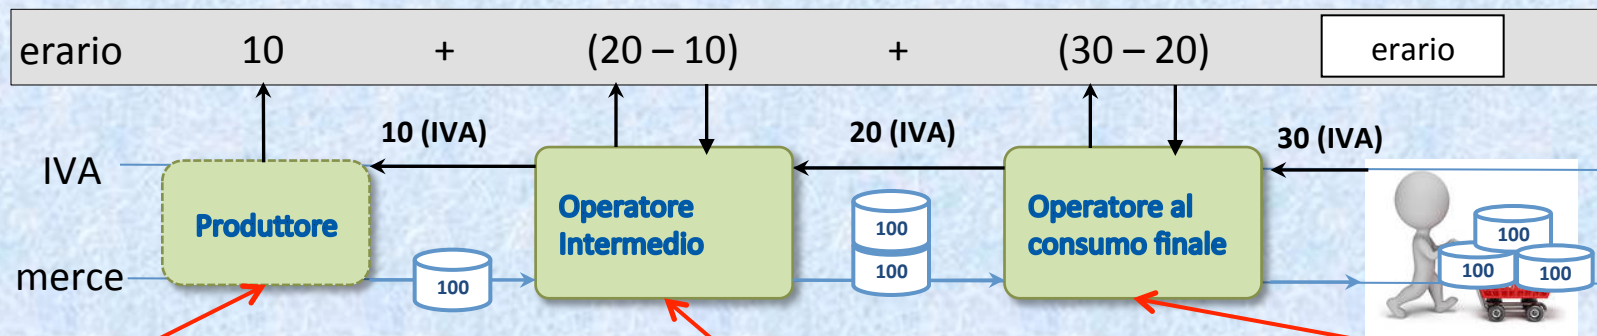 erario 10 + (20 – 10) + (30 – 20) erario
10 (IVA) 20 (IVA) 30 (IVA)
IVA
Produttore
Operatore
Intermedio
Operatore al
consumo finale
merce
100
100
100
100
100
100